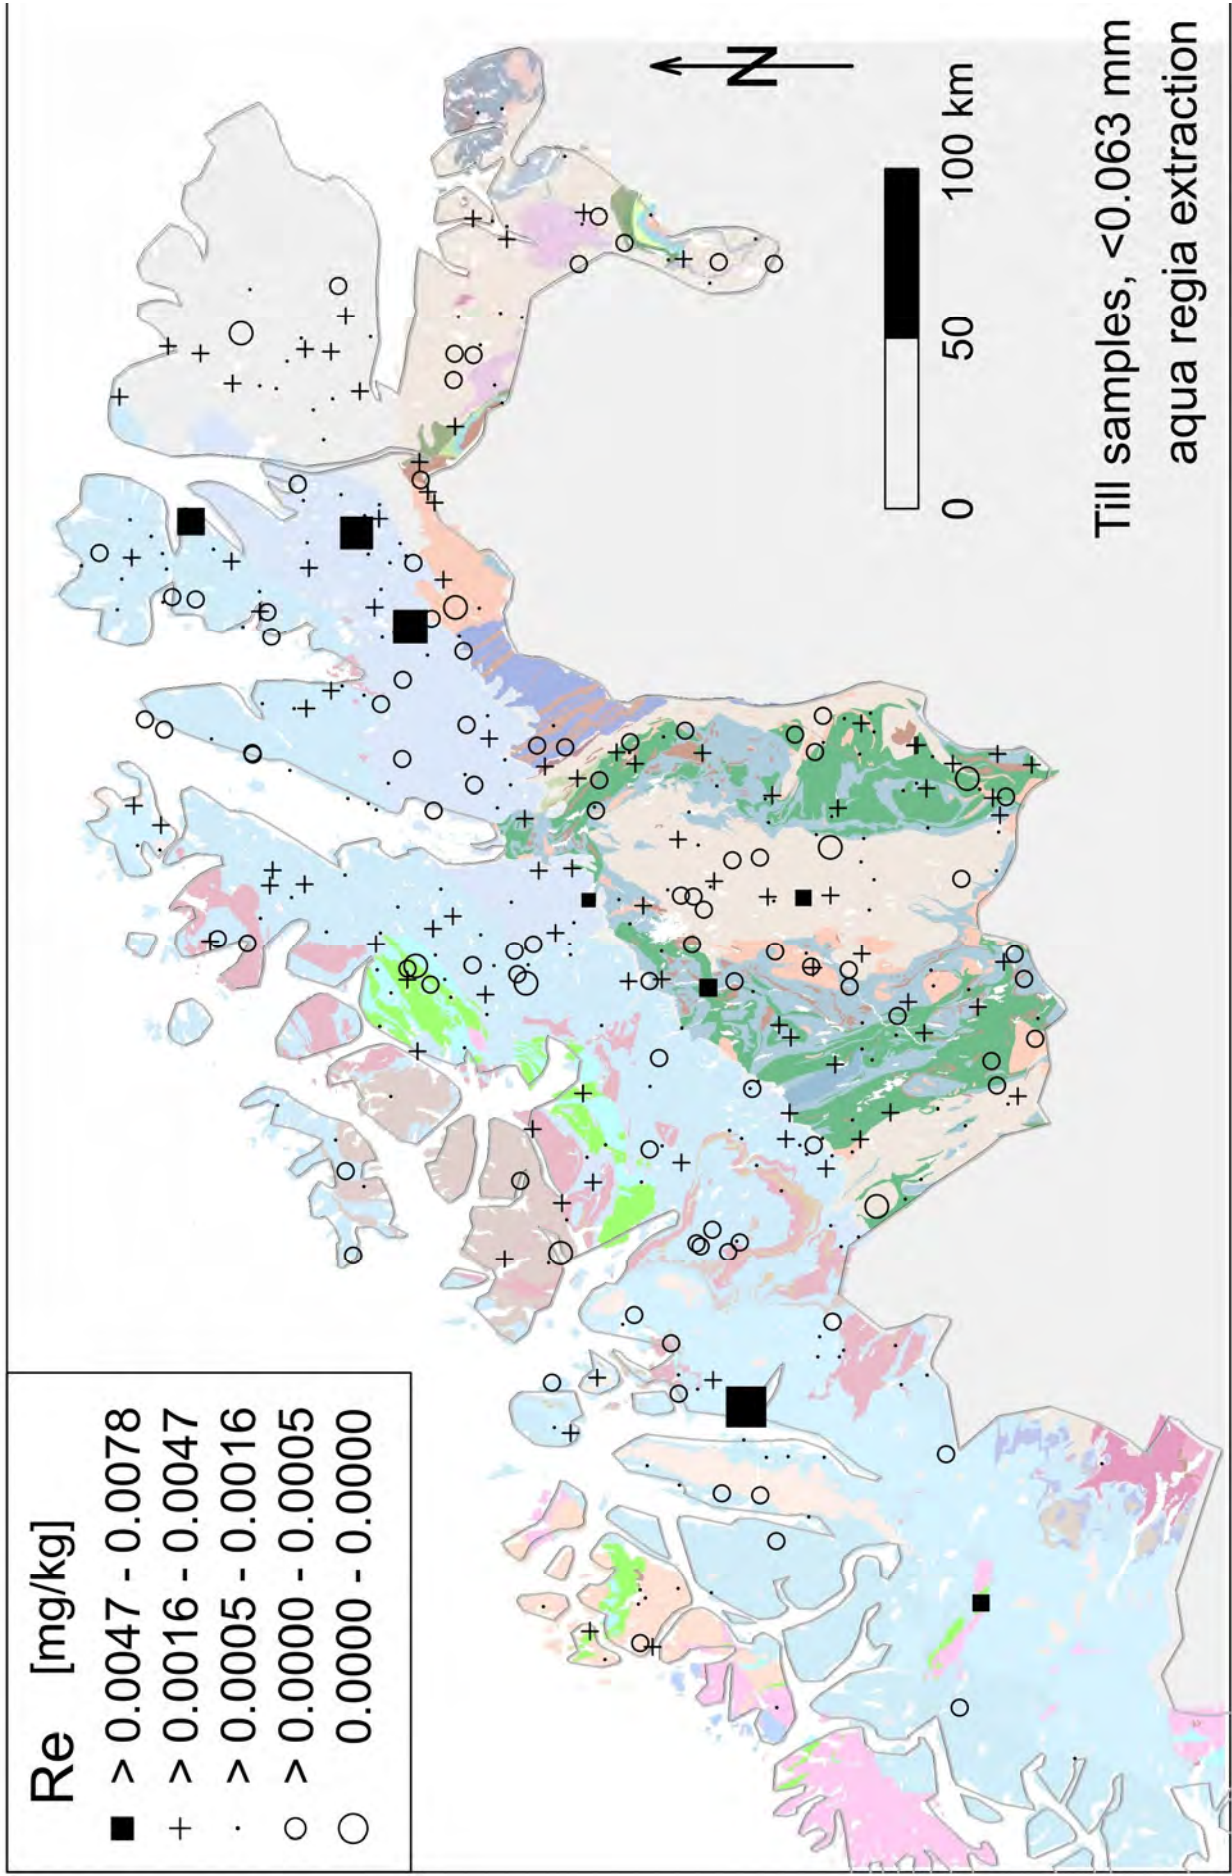 Re [mg/kg]
> 0.0047 - 0.0078
> 0.0016 - 0.0047
> 0.0005 - 0.0016
> 0.0000 - 0.0005
0.0000 - 0.0000
N
0 50 100 km
Till samples, <0.063 mm
aqua regia extraction